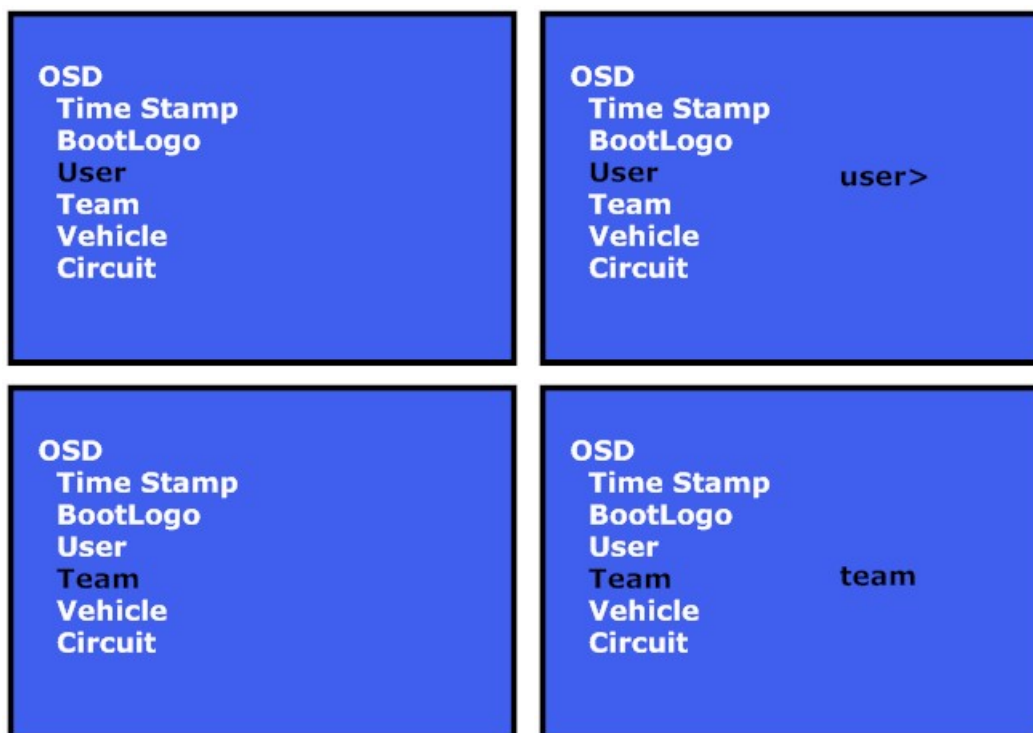 OSD
Time Stamp
BootLogo
User
Team
Vehicle
Circuit
OSD
Time Stamp
BootLogo
User user>
Team
Vehicle
Circuit
OSD
Time Stamp
BootLogo
User
Team
Vehicle
Circuit
OSD
Time Stamp
BootLogo
User
Team team
Vehicle
Circuit